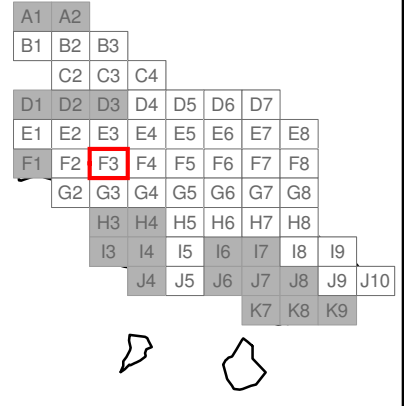 A1 A2
B1 B2 B3
C2 C3 C4
D1 D2 D3 D4 D5 D6 D7
E1 E2 E3 E4 E5 E6 E7 E8
F1 F2 F3 F4 F5 F6 F7 F8
G2 G3 G4 G5 G6 G7 G8
H3 H4 H5 H6 H7 H8
I3 I4 I5 I6 I7 I8 I9
J4 J5 J6 J7 J8 J9 J10
K7 K8 K9